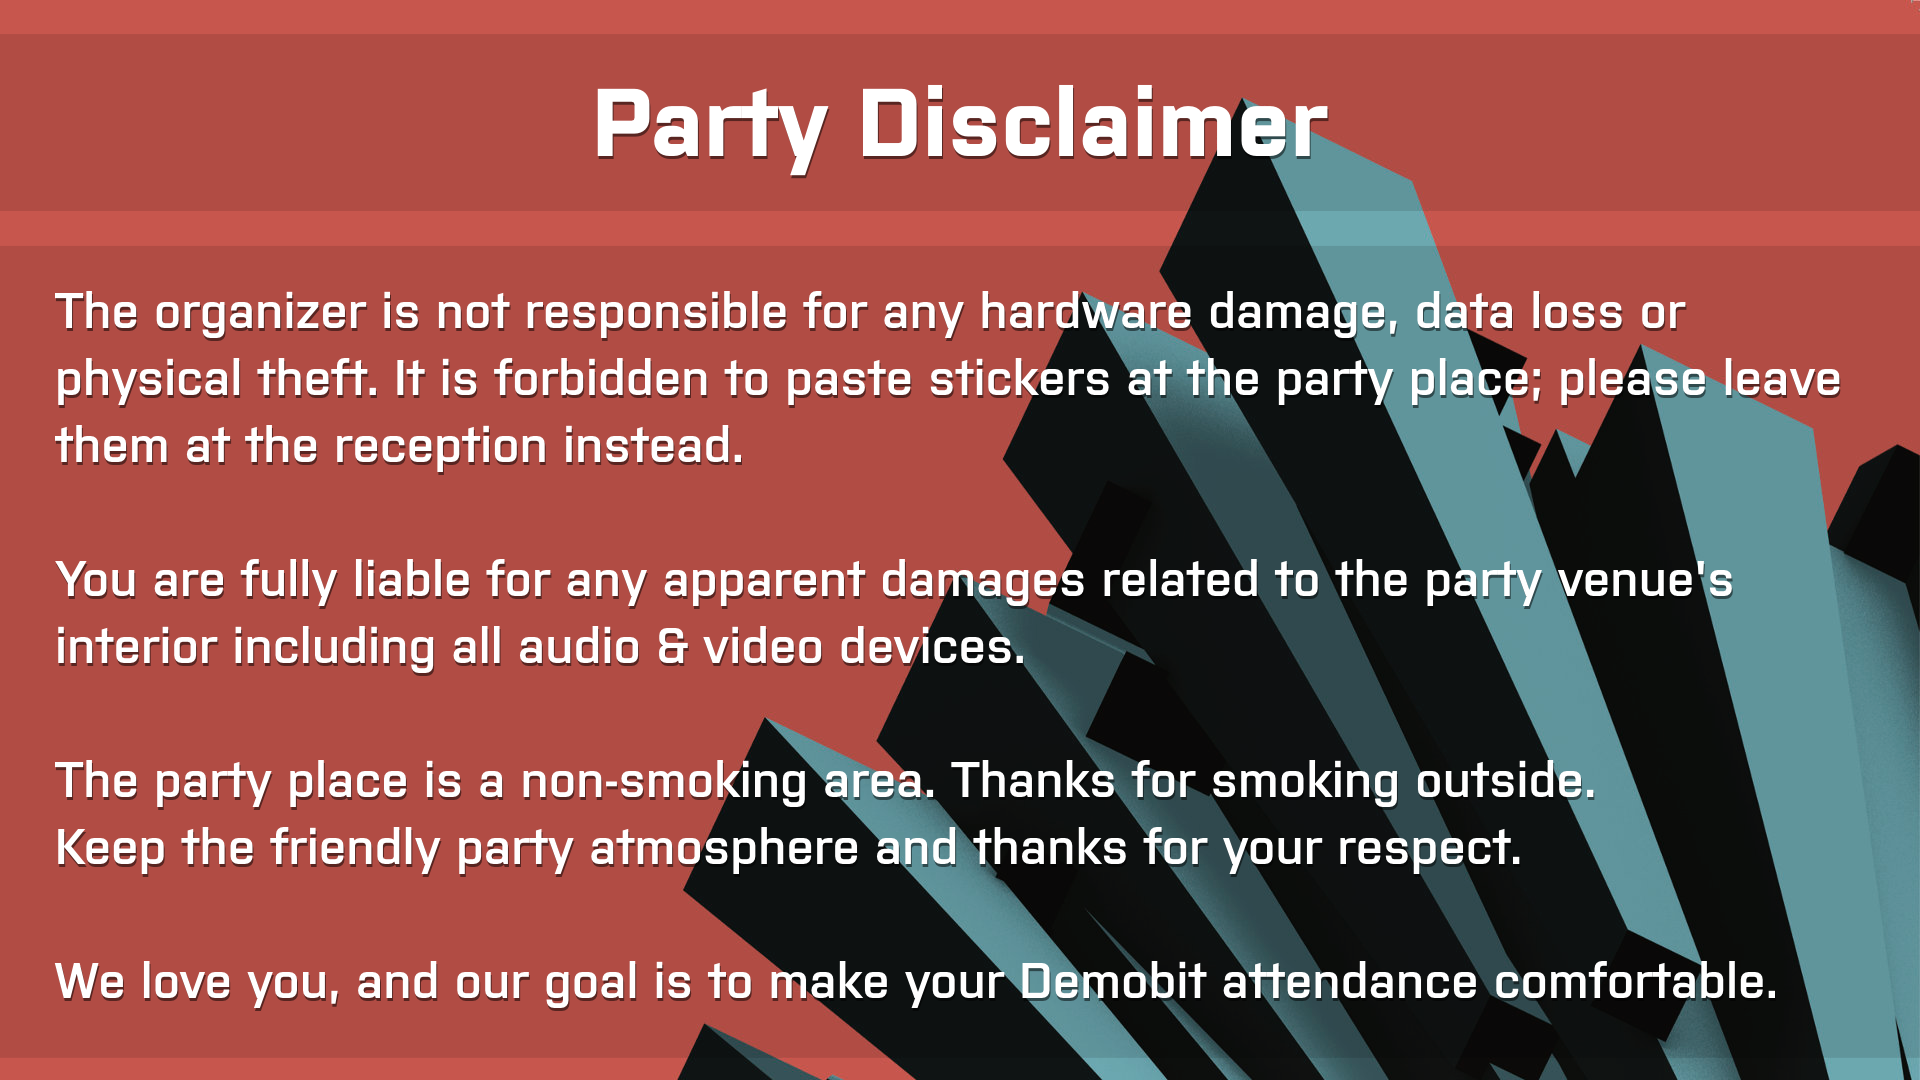 Party Disclaimer
The organizer is not responsible for any hardware damage, data loss or
physical theft. It is forbidden to paste stickers at the party place; please leave
them at the reception instead.
You are fully liable for any apparent damages related to the party venue's
interior including all audio & video devices.
The party place is a non-smoking area. Thanks for smoking outside.
Keep the friendly party atmosphere and thanks for your respect.
We love you, and our goal is to make your Demobit attendance comfortable.